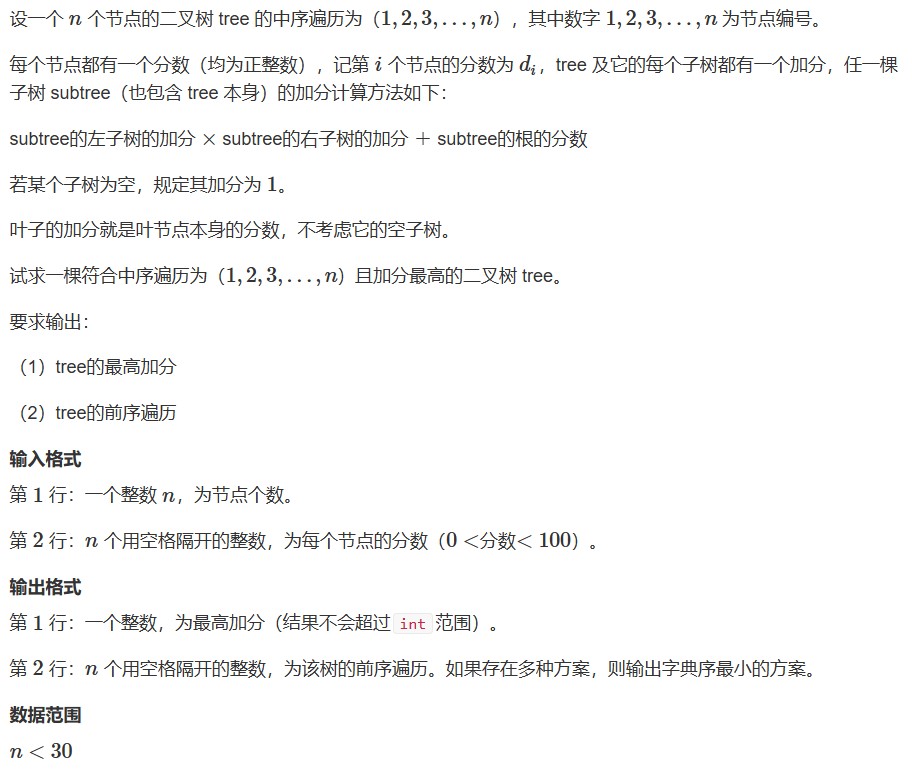 设一个 n 个节点的二叉树 tree 的中序遍历为（1, 2, 3, . . . , n），其中数字 1, 2, 3, . . . , n 为节点编号。
每个节点都有一个分数（均为正整数），记第 i 个节点的分数为 dᵢ，tree 及它的每个子树都有一个加分，任一棵
子树 subtree（也包含 tree 本身）的加分计算方法如下：
subtree的左子树的加分 × subtree的右子树的加分 + subtree的根的分数
若某个子树为空，规定其加分为 1。
叶子的加分就是叶节点本身的分数，不考虑它的空子树。
试求一棵符合中序遍历为（1, 2, 3, . . . , n）且加分最高的二叉树 tree。
要求输出：
（1）tree的最高加分
（2）tree的前序遍历
输入格式
第 1 行：一个整数 n，为节点个数。
第 2 行：n 个用空格隔开的整数，为每个节点的分数（0 <分数< 100）。
输出格式
第 1 行：一个整数，为最高加分（结果不会超过 int 范围）。
第 2 行：n 个用空格隔开的整数，为该树的前序遍历。如果存在多种方案，则输出字典序最小的方案。
数据范围
n < 30